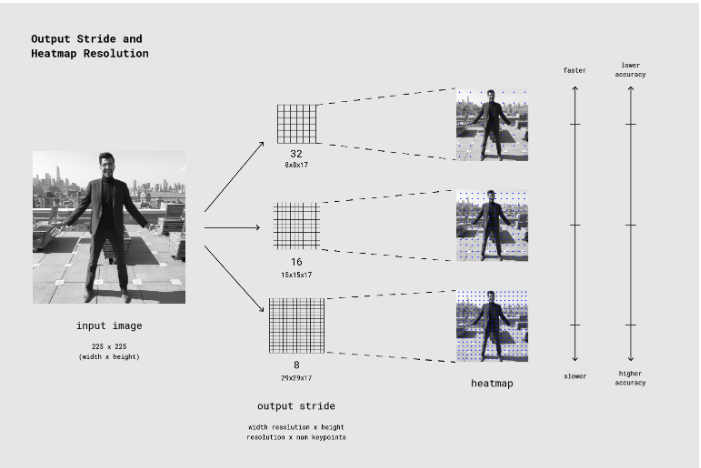 Output Stride and
Heatmap Resolution
faster
lower
accuracy
32
8x8x17
16
15x15x17
input image
225 x 225
(width x height)
8
29x29x17
slower
higher
accuracy
heatmap
output stride
width resolution x height
resolution x num keypoints